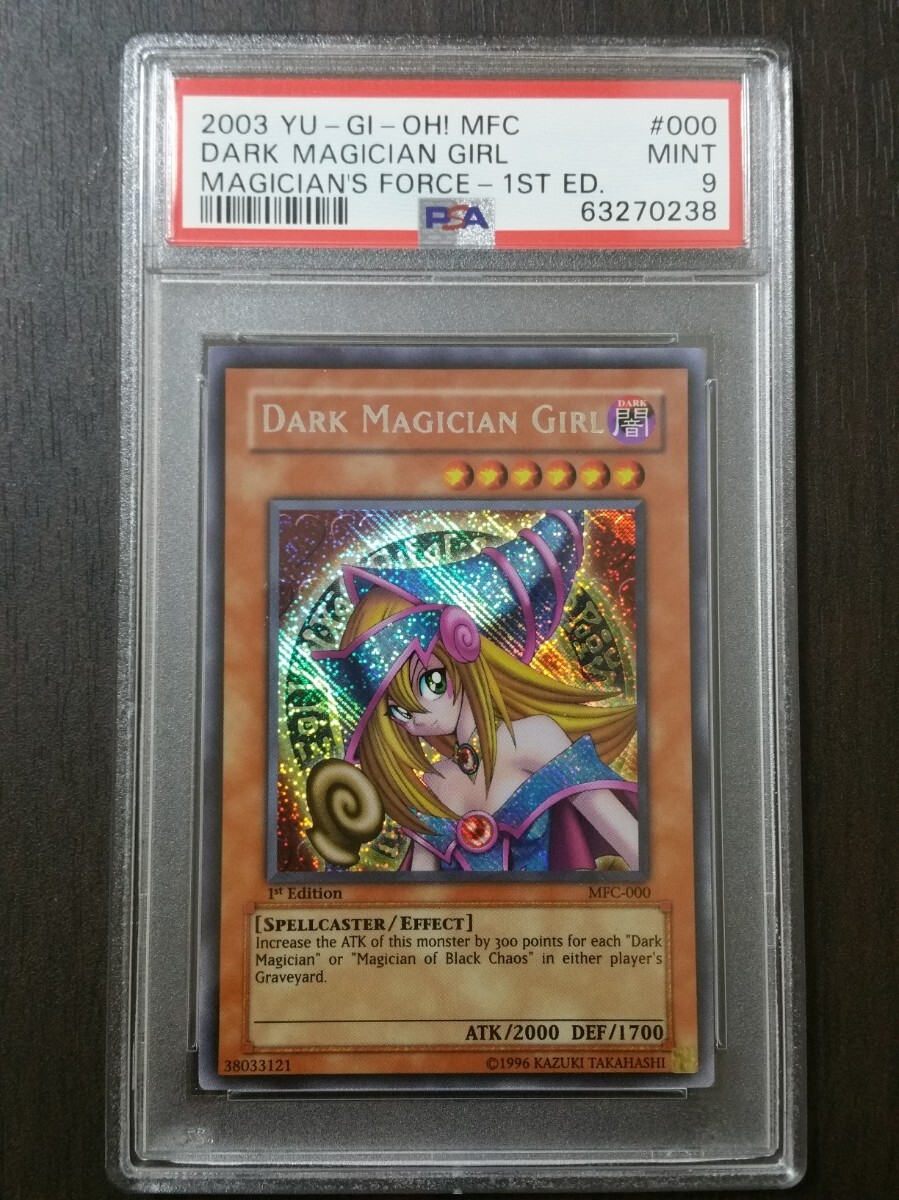 2003 YU-GI-OH! MFC #000
DARK MAGICIAN GIRL MINT
MAGICIAN'S FORCE-1ST ED. 9
PSA 63270238
DARK MAGICIAN GIRL
DARK
闇
1st Edition MFC-000
[SPELLCASTER/EFFECT]
Increase the ATK of this monster by 300 points for each "Dark
Magician" or "Magician of Black Chaos" in either player's
Graveyard.
ATK/2000 DEF/1700
38033121 ©1996 KAZUKI TAKAHASHI